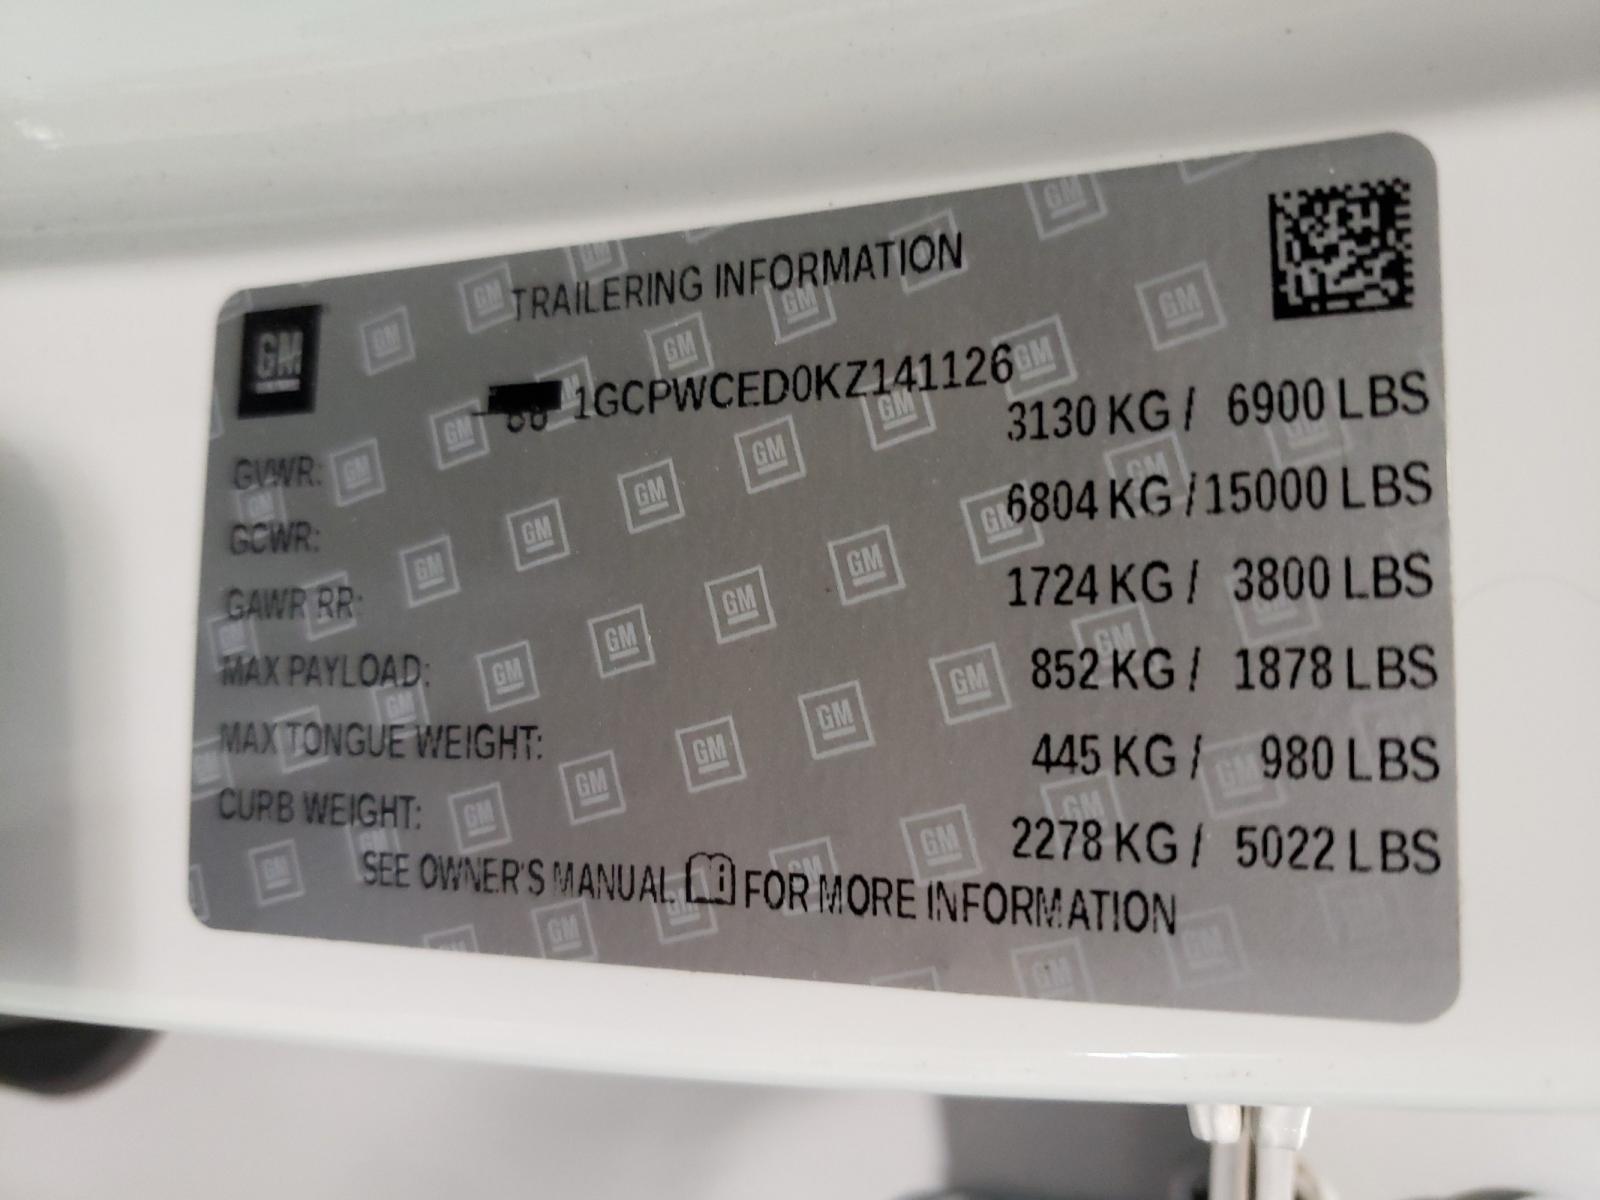 GM
TRAILERING INFORMATION
1GCPWCED0KZ141126
GVWR: 3130 KG / 6900 LBS
GCWR: 6804 KG / 15000 LBS
GAWR RR: 1724 KG / 3800 LBS
MAX PAYLOAD: 852 KG / 1878 LBS
MAX TONGUE WEIGHT: 445 KG / 980 LBS
CURB WEIGHT: 2278 KG / 5022 LBS
SEE OWNER'S MANUAL FOR MORE INFORMATION